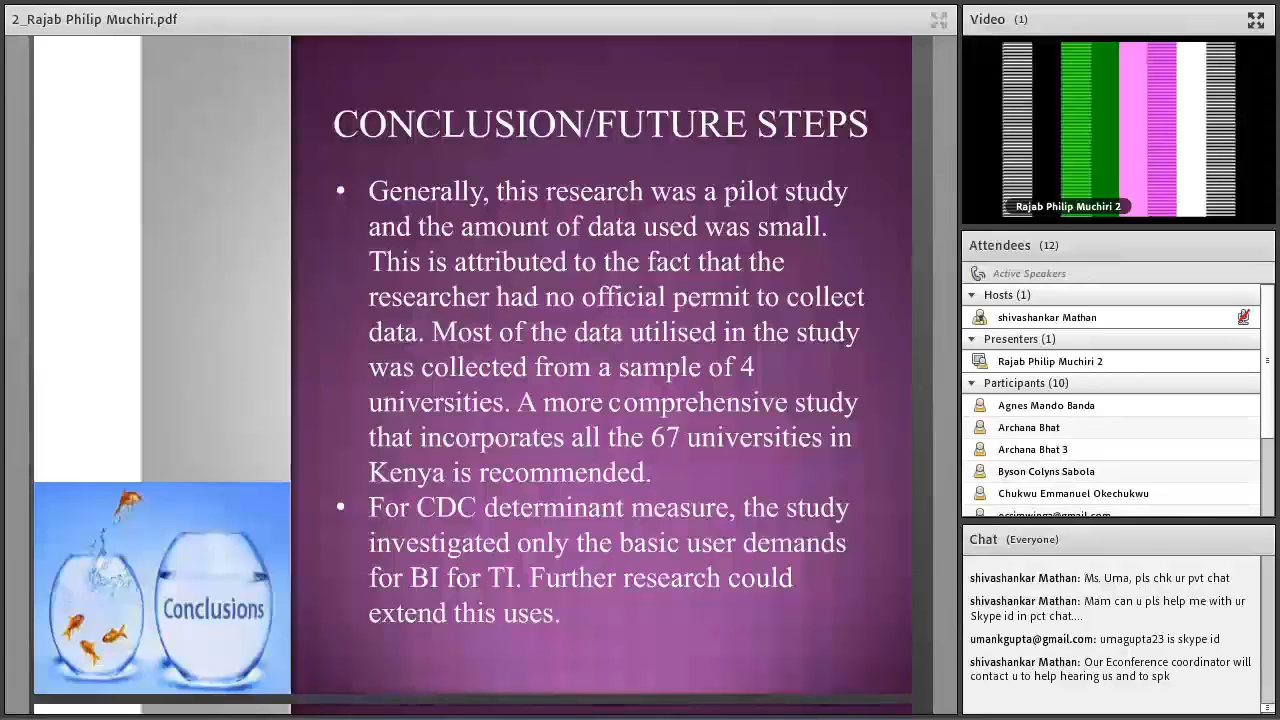 2_Rajab Philip Muchiri.pdf
CONCLUSION/FUTURE STEPS
• Generally, this research was a pilot study
and the amount of data used was small.
This is attributed to the fact that the
researcher had no official permit to collect
data. Most of the data utilised in the study
was collected from a sample of 4
universities. A more comprehensive study
that incorporates all the 67 universities in
Kenya is recommended.
• For CDC determinant measure, the study
investigated only the basic user demands
for BI for TI. Further research could
extend this uses.
Conclusions
Video (1)
Rajab Philip Muchiri 2
Attendees (12)
Active Speakers
Hosts (1)
shivashankar Mathan
Presenters (1)
Rajab Philip Muchiri 2
Participants (10)
Agnes Mando Banda
Archana Bhat
Archana Bhat 3
Byson Colyns Sabola
Chukwu Emmanuel Okechukwu
Chat (Everyone)
shivashankar Mathan: Ms. Uma, pls chk ur pvt chat
shivashankar Mathan: Mam can u pls help me with ur
Skype id in pct chat....
umankgupta@gmail.com: umagupta23 is skype id
shivashankar Mathan: Our Econference coordinator will
contact u to help hearing us and to spk